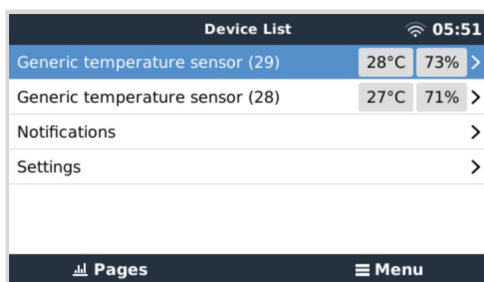 Device List 05:51
Generic temperature sensor (29) 28°C 73%
Generic temperature sensor (28) 27°C 71%
Notifications
Settings
Pages Menu